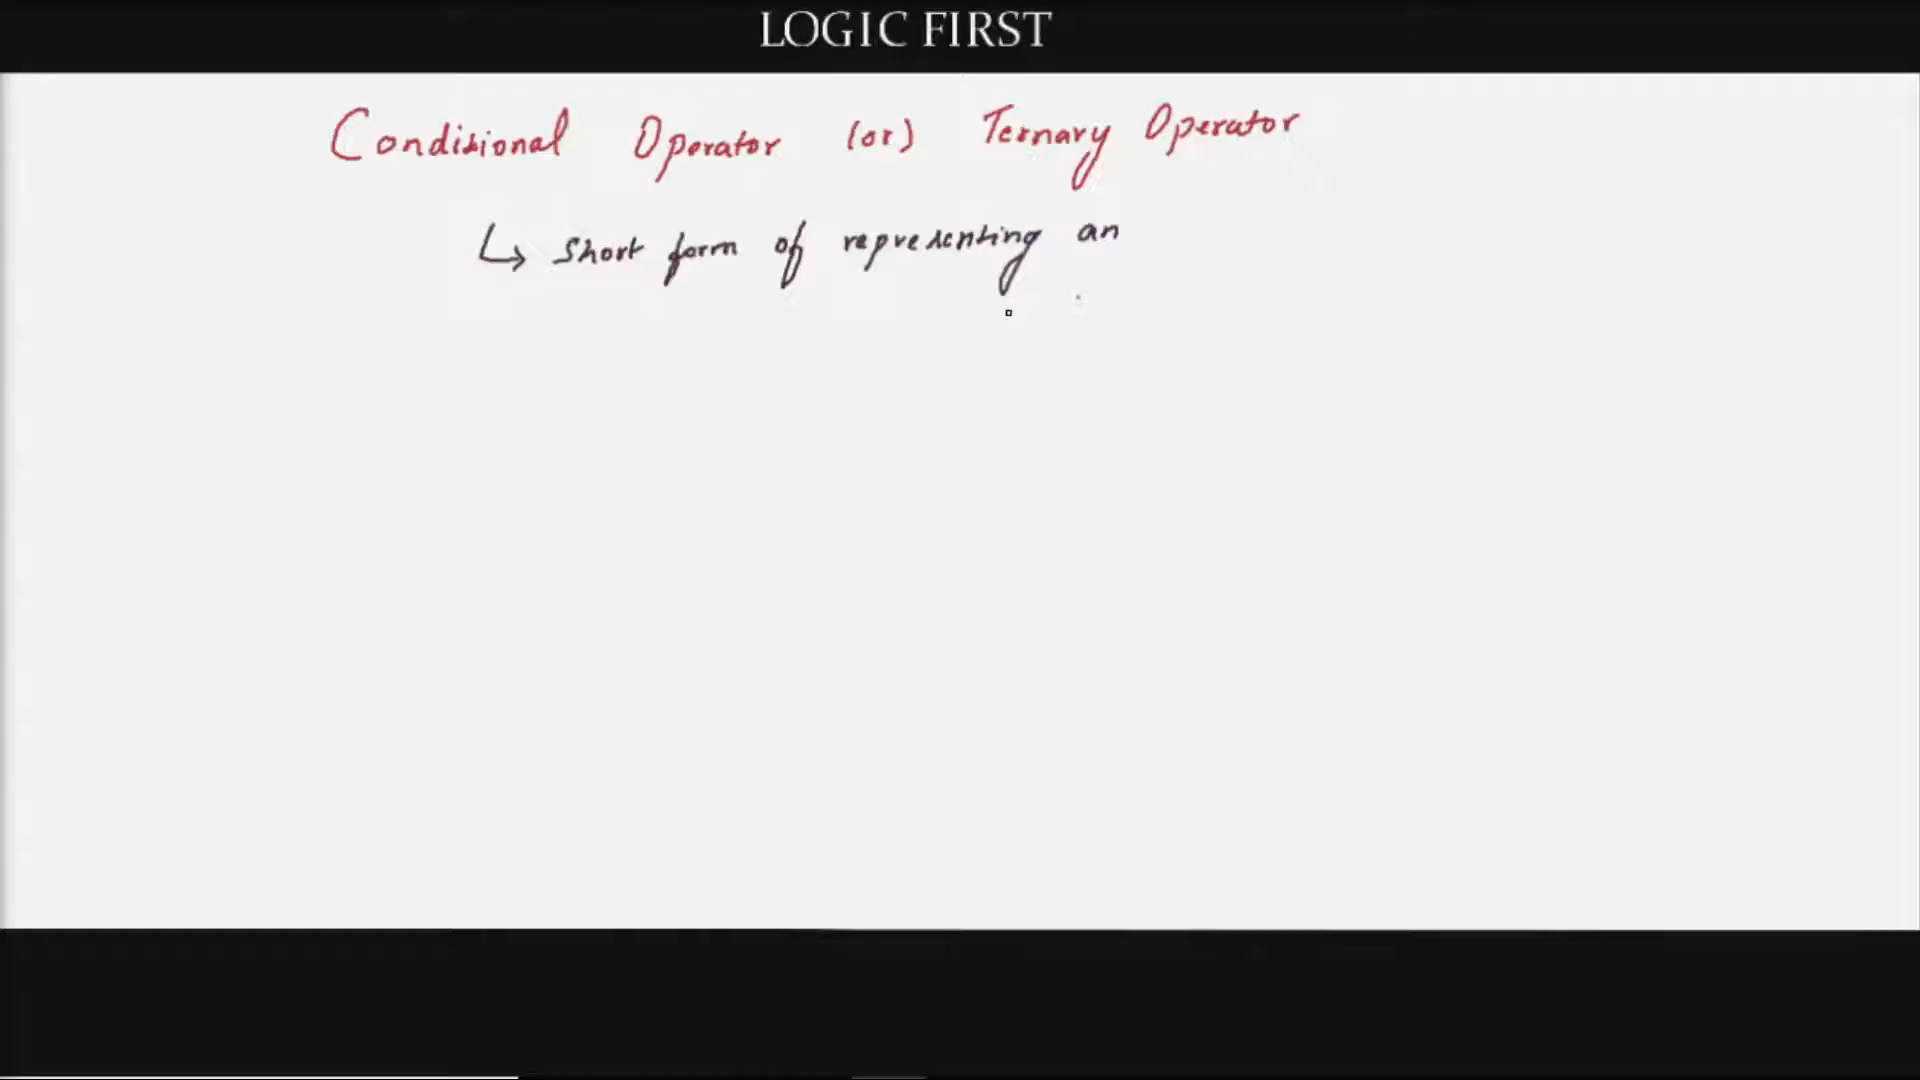 LOGIC FIRST
Conditional Operator (or) Ternary Operator
↳ Short form of representing an